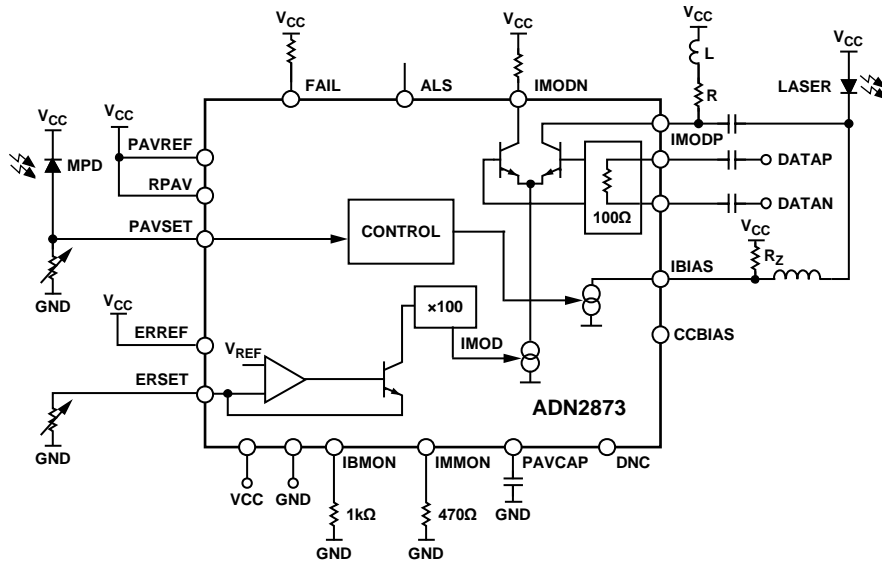 VCC
VCC
VCC
VCC
FAIL
ALS
IMODN
L
R
LASER
VCC
VCC
PAVREF
MPD
RPAV
IMODP
DATAP
100Ω
DATAN
PAVSET
CONTROL
VCC
RZ
GND
IBIAS
VCC
×100
ERREF
IMOD
CCBIAS
VREF
ERSET
ADN2873
GND
IBMON
IMMON
PAVCAP
DNC
VCC
GND
1kΩ
470Ω
GND
GND
GND